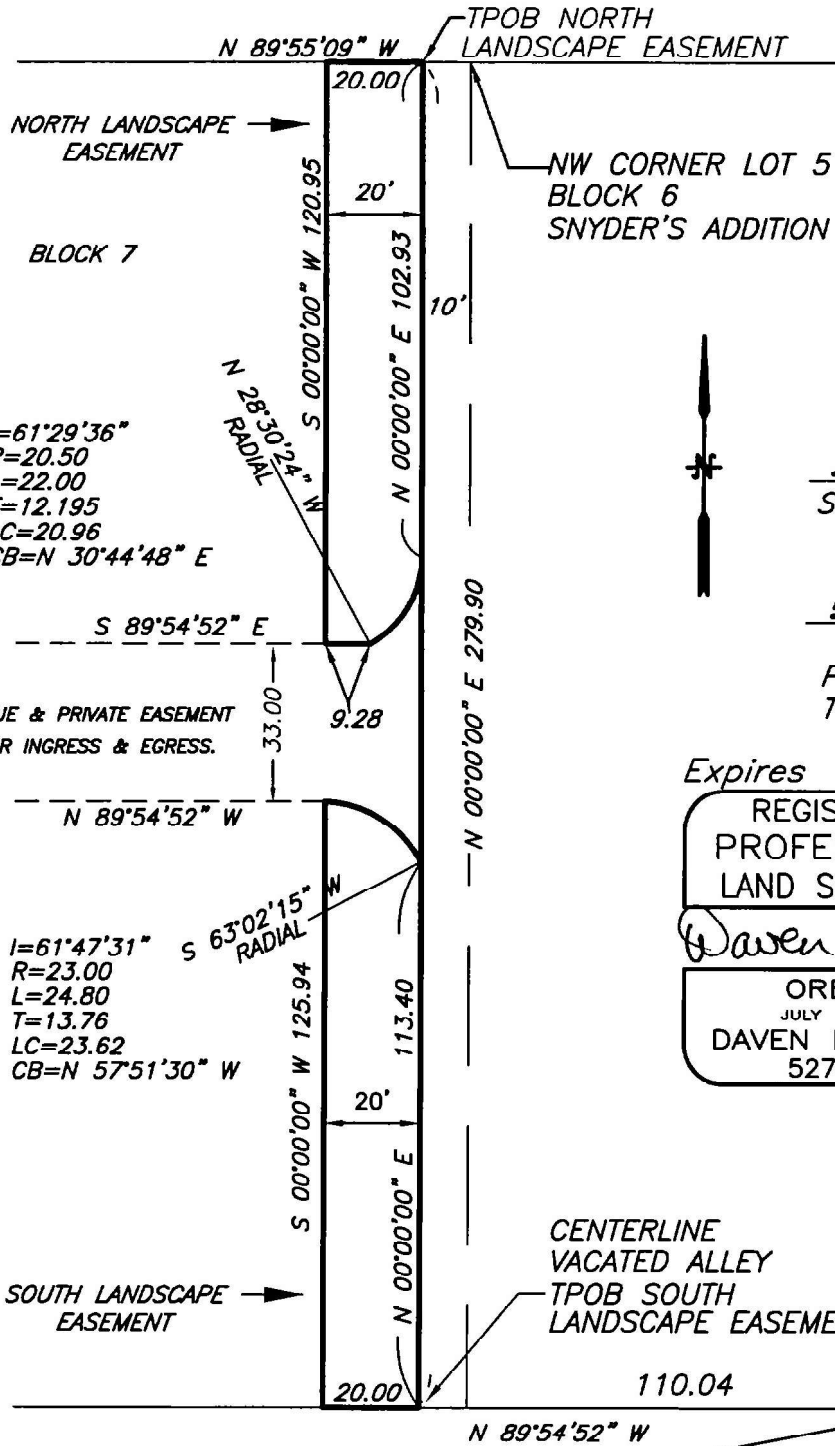 TPOB NORTH
LANDSCAPE EASEMENT
N 89°55'09" W
20.00
NORTH LANDSCAPE
EASEMENT
NW CORNER LOT 5
BLOCK 6
SNYDER'S ADDITION
20'
BLOCK 7
S 00°00'00" W 120.95
N 00°00'00" E 102.93
10'
N 28°30'24" W
RADIAL
=61°29'36"
=20.50
=22.00
=12.195
C=20.96
CB=N 30°44'48" E
N
S 89°54'52" E
N 00°00'00" E 279.90
UE & PRIVATE EASEMENT
R INGRESS & EGRESS.
33.00
9.28
Expires
REGIS
PROFE
LAND S
N 89°54'52" W
S 63°02'15" W
RADIAL
Daven
I=61°47'31"
R=23.00
L=24.80
T=13.76
LC=23.62
CB=N 57°51'30" W
ORE
JULY
DAVEN
527
S 00°00'00" W 125.94
113.40
20'
N 00°00'00" E
CENTERLINE
VACATED ALLEY
TPOB SOUTH
LANDSCAPE EASEME
SOUTH LANDSCAPE
EASEMENT
20.00
110.04
N 89°54'52" W